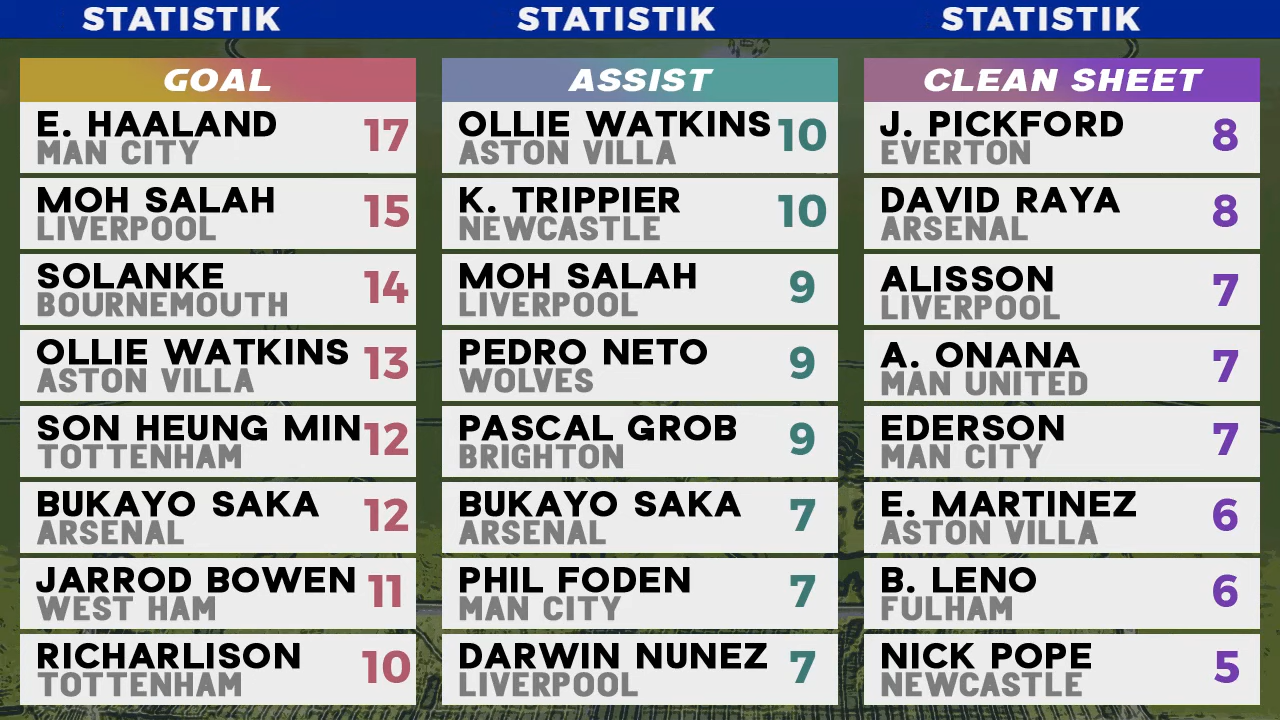 STATISTIK
GOAL
E. HAALAND 17
MAN CITY
MOH SALAH 15
LIVERPOOL
SOLANKE 14
BOURNEMOUTH
OLLIE WATKINS 13
ASTON VILLA
SON HEUNG MIN 12
TOTTENHAM
BUKAYO SAKA 12
ARSENAL
JARROD BOWEN 11
WEST HAM
RICHARLISON 10
TOTTENHAM
STATISTIK
ASSIST
OLLIE WATKINS 10
ASTON VILLA
K. TRIPPIER 10
NEWCASTLE
MOH SALAH 9
LIVERPOOL
PEDRO NETO 9
WOLVES
PASCAL GROB 9
BRIGHTON
BUKAYO SAKA 7
ARSENAL
PHIL FODEN 7
MAN CITY
DARWIN NUNEZ 7
LIVERPOOL
STATISTIK
CLEAN SHEET
J. PICKFORD 8
EVERTON
DAVID RAYA 8
ARSENAL
ALISSON 7
LIVERPOOL
A. ONANA 7
MAN UNITED
EDERSON 7
MAN CITY
E. MARTINEZ 6
ASTON VILLA
B. LENO 6
FULHAM
NICK POPE 5
NEWCASTLE